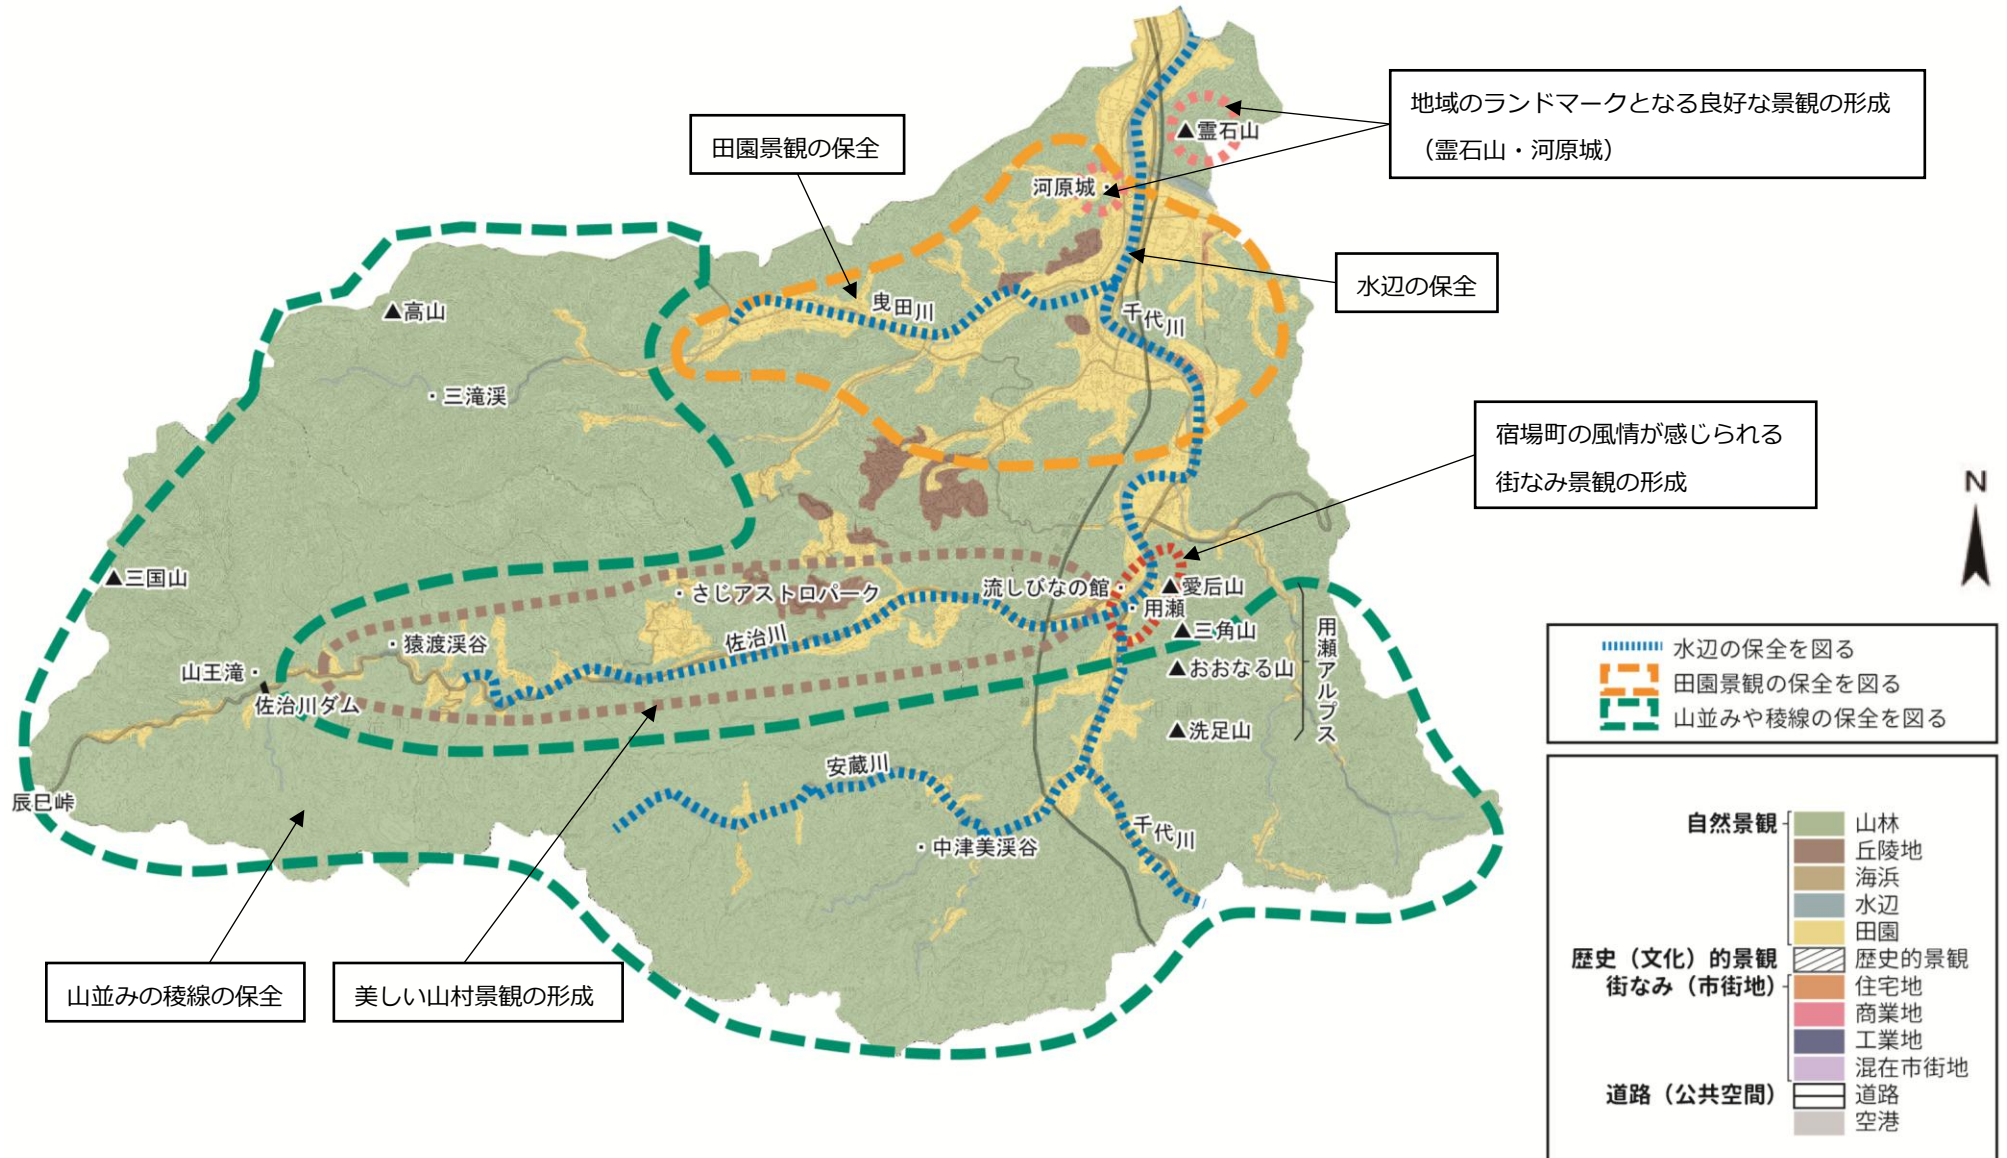 地域のランドマークとなる良好な景観の形成
（霊石山・河原城）
田園景観の保全
▲霊石山
河原城・
水辺の保全
曳田川
千代川
▲高山
・三滝渓
宿場町の風情が感じられる
街なみ景観の形成
N
▲三国山
・さじアストロパーク
流しびなの館・
▲愛后山
・用瀬
▲三角山
佐治川
・猿渡渓谷
山王滝・
佐治川ダム
▲おおなる山
用瀬アルプス
▲洗足山
安蔵川
辰巳峠
千代川
・中津美渓谷
山並みの稜線の保全
美しい山村景観の形成
水辺の保全を図る
田園景観の保全を図る
山並みや稜線の保全を図る
自然景観
山林
丘陵地
海浜
水辺
田園
歴史（文化）的景観
歴史的景観
街なみ（市街地）
住宅地
商業地
工業地
混在市街地
道路（公共空間）
道路
空港